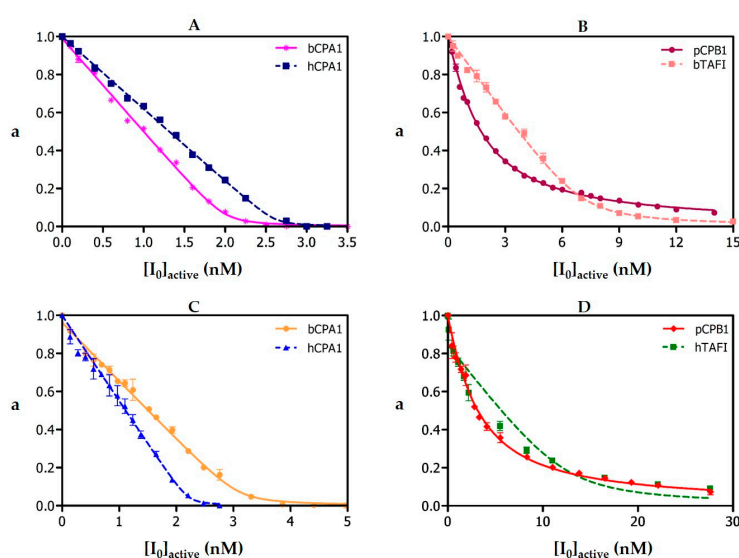 A
B
1.0
0.8
0.6
0.4
0.2
0.0
a
bCPA1
hCPA1
0.0 0.5 1.0 1.5 2.0 2.5 3.0 3.5
[I0]active (nM)
1.0
0.8
0.6
0.4
0.2
0.0
a
pCPB1
bTAFI
0 3 6 9 12 15
[I0]active (nM)
C
D
1.0
0.8
0.6
0.4
0.2
0.0
a
bCPA1
hCPA1
0 1 2 3 4 5
[I0]active (nM)
1.0
0.8
0.6
0.4
0.2
0.0
a
pCPB1
hTAFI
0 10 20 30
[I0]active (nM)